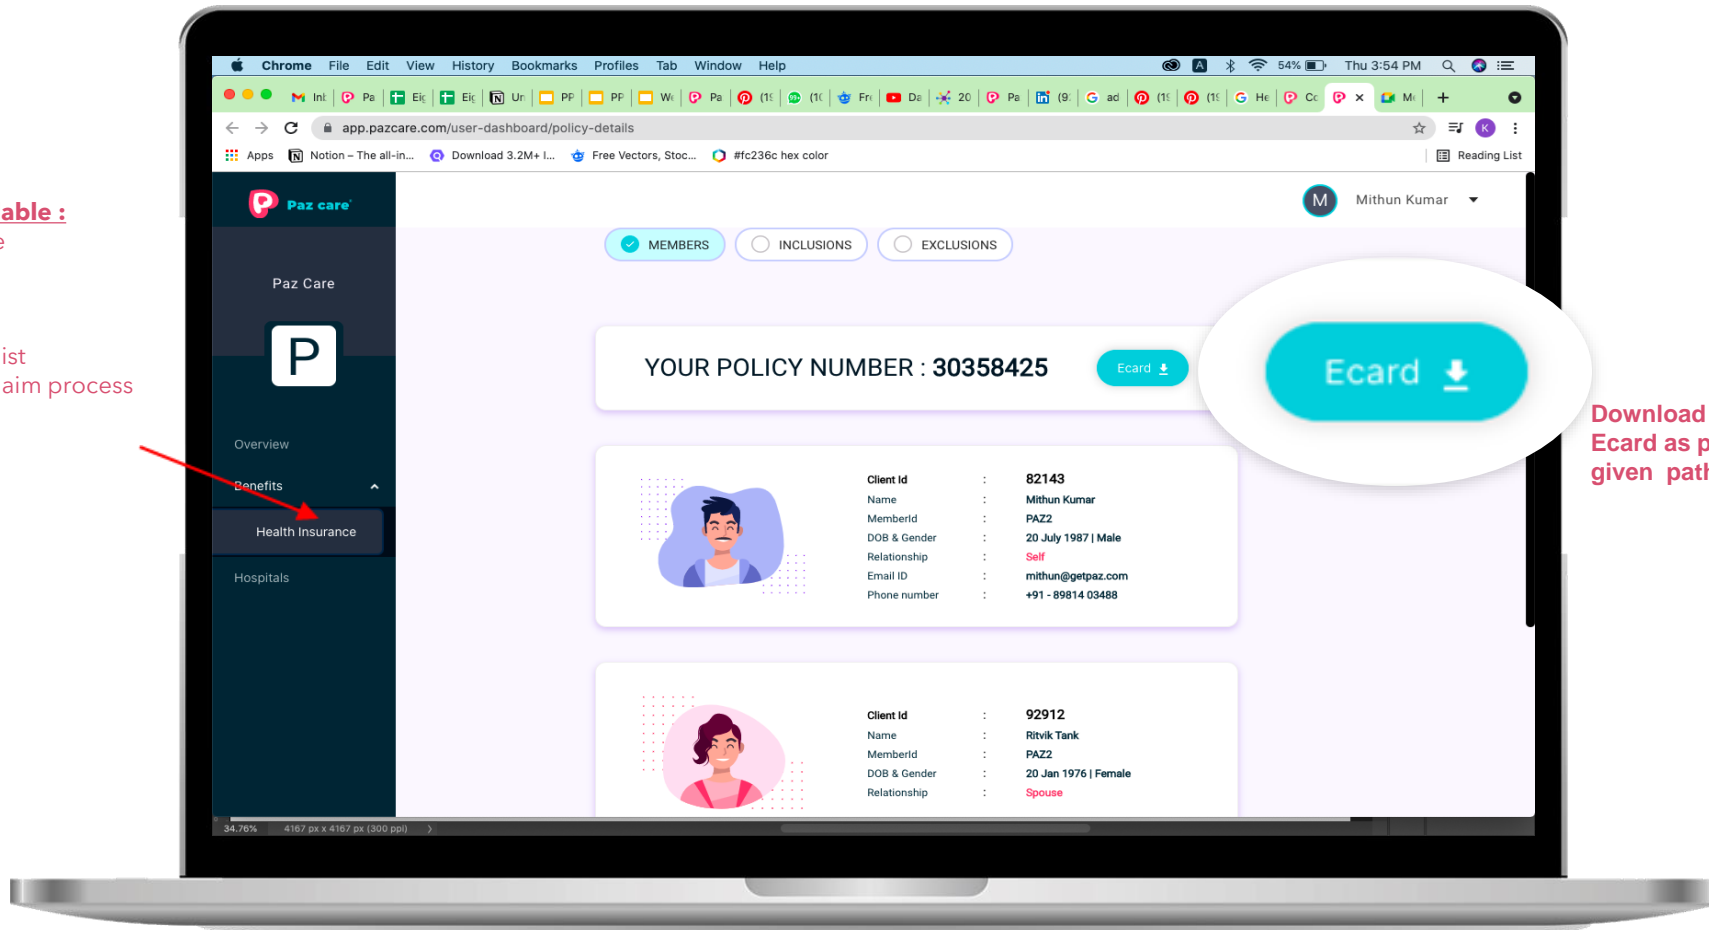 Chrome File Edit View History Bookmarks Profiles Tab Window Help
54% Thu 3:54 PM
app.pazcare.com/user-dashboard/policy-details
Apps Notion – The all-in... Download 3.2M+ I... Free Vectors, Stoc... #fc236c hex color Reading List
Paz care
M Mithun Kumar
able :
MEMBERS INCLUSIONS EXCLUSIONS
Paz Care
P
ist
aim process
YOUR POLICY NUMBER : 30358425 Ecard
Ecard
Download
Ecard as p
given pat
Overview
Benefits
Health Insurance
Hospitals
Client Id : 82143
Name : Mithun Kumar
MemberId : PAZ2
DOB & Gender : 20 July 1987 | Male
Relationship : Self
Email ID : mithun@getpaz.com
Phone number : +91 - 89814 03488
Client Id : 92912
Name : Ritvik Tank
MemberId : PAZ2
DOB & Gender : 20 Jan 1976 | Female
Relationship : Spouse
34.76% 4167 px x 4167 px (300 ppi)